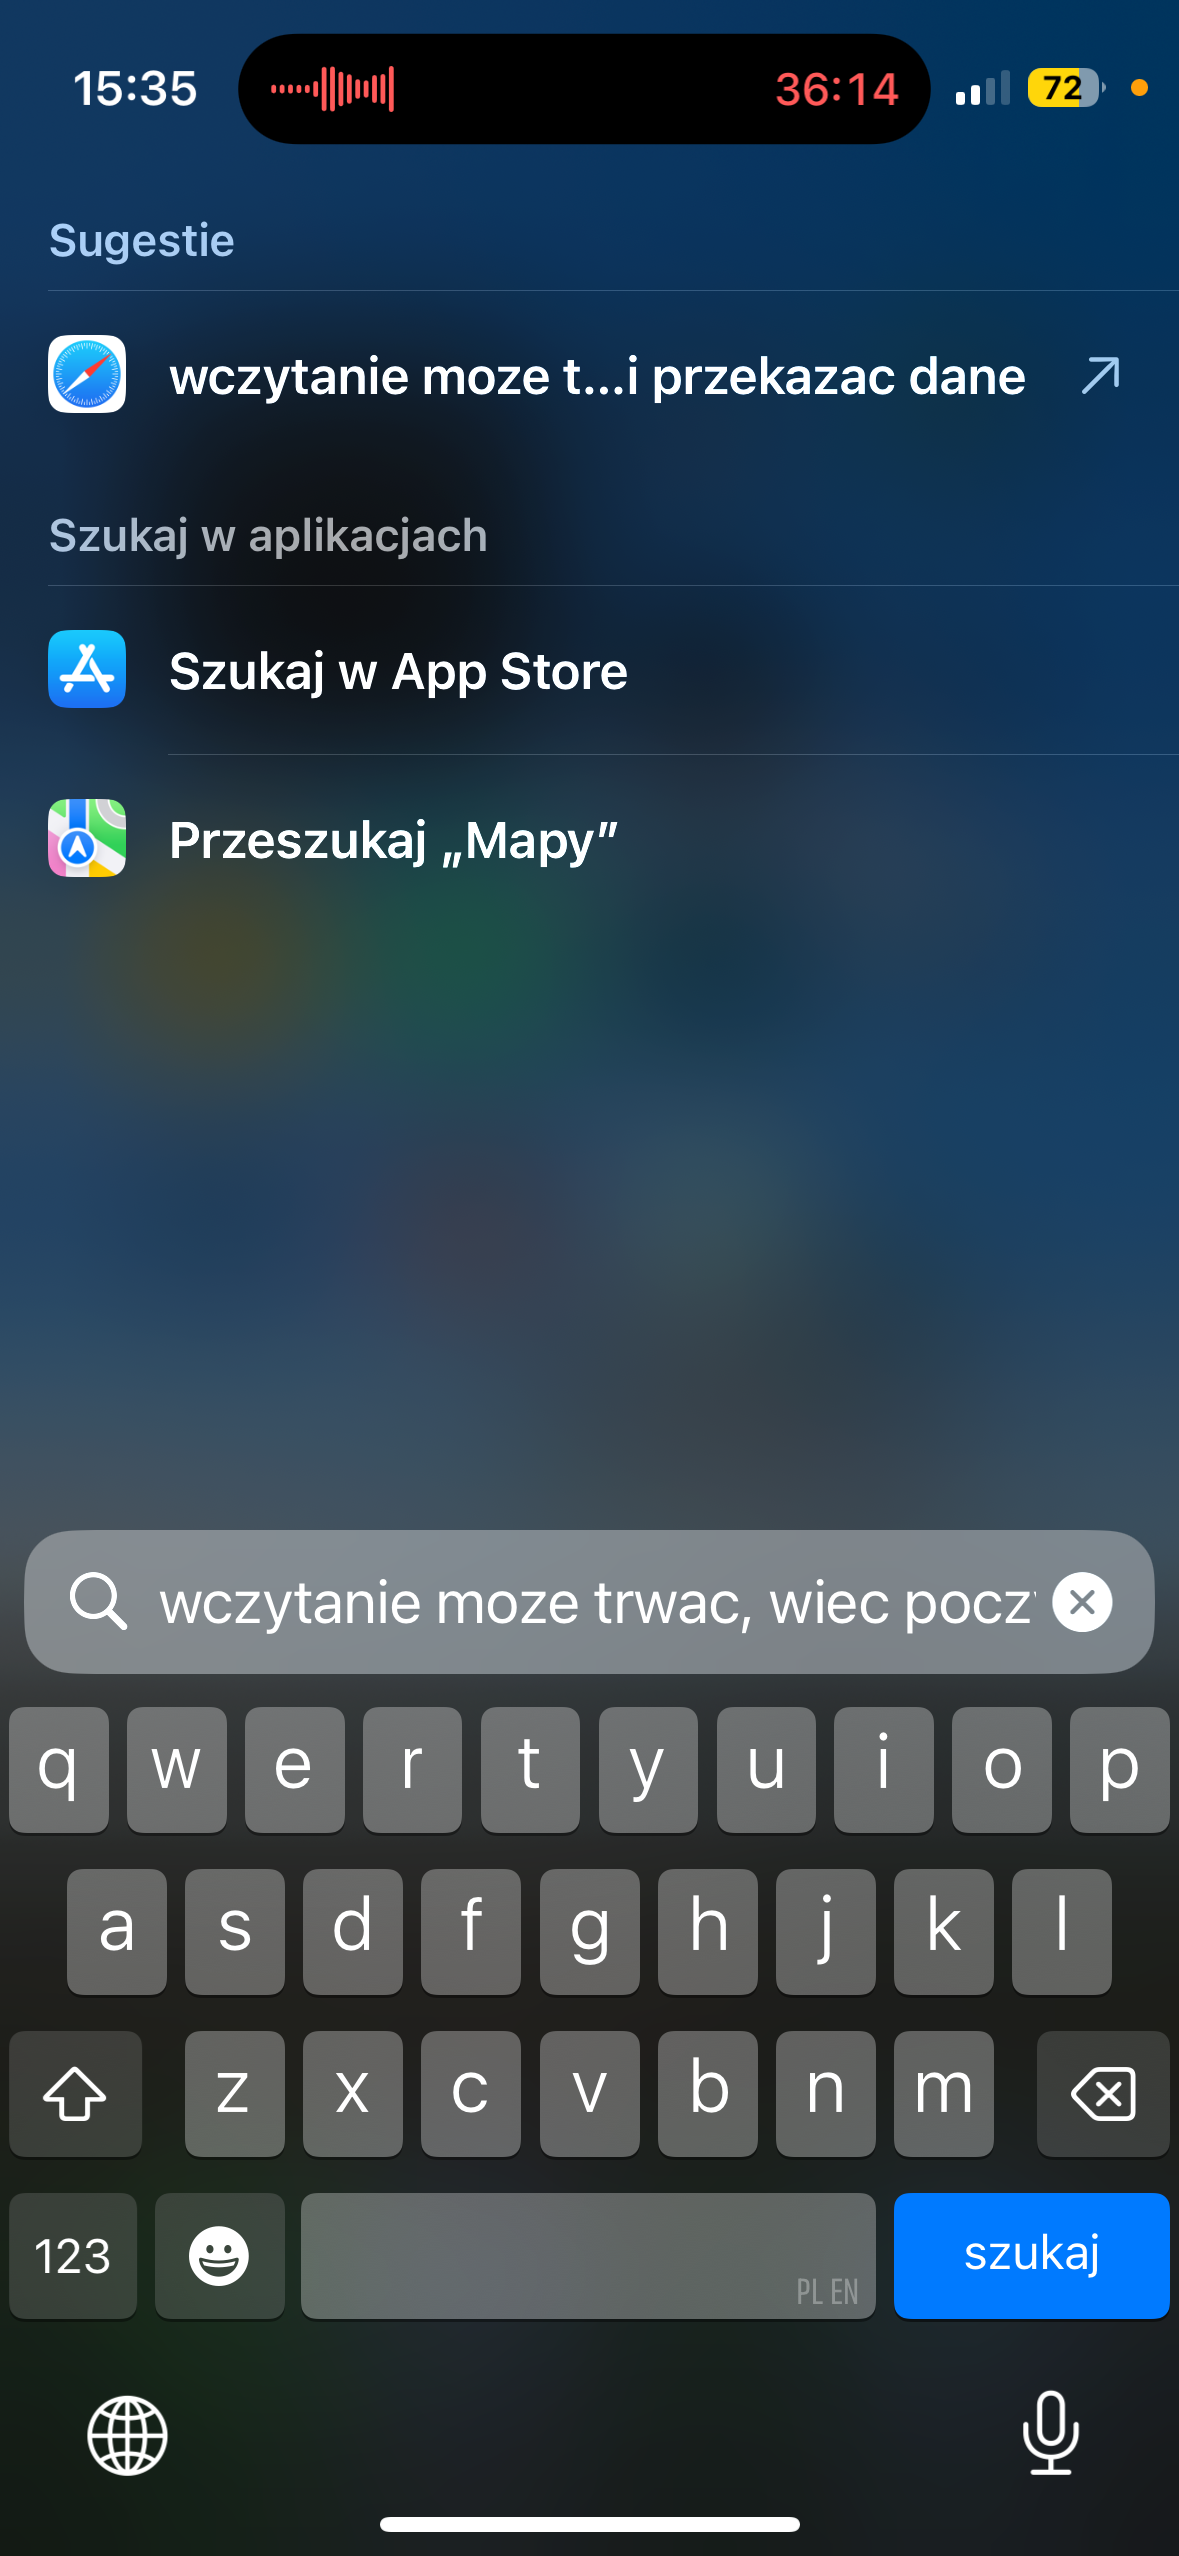 15:35
36:14
72
Sugestie
wczytanie moze t...i przekazac dane
Szukaj w aplikacjach
Szukaj w App Store
Przeszukaj „Mapy”
wczytanie moze trwac, wiec pocz
q w e r t y u i o p
a s d f g h j k l
z x c v b n m
123
PL EN
szukaj